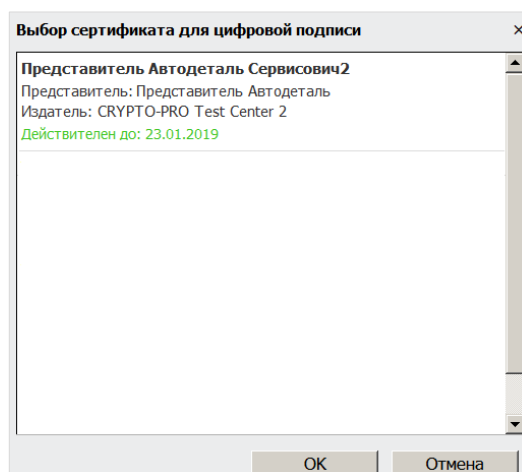 Выбор сертификата для цифровой подписи
Представитель Автодеталь Сервисович2
Представитель: Представитель Автодеталь
Издатель: CRYPTO-PRO Test Center 2
Действителен до: 23.01.2019
OK Отмена